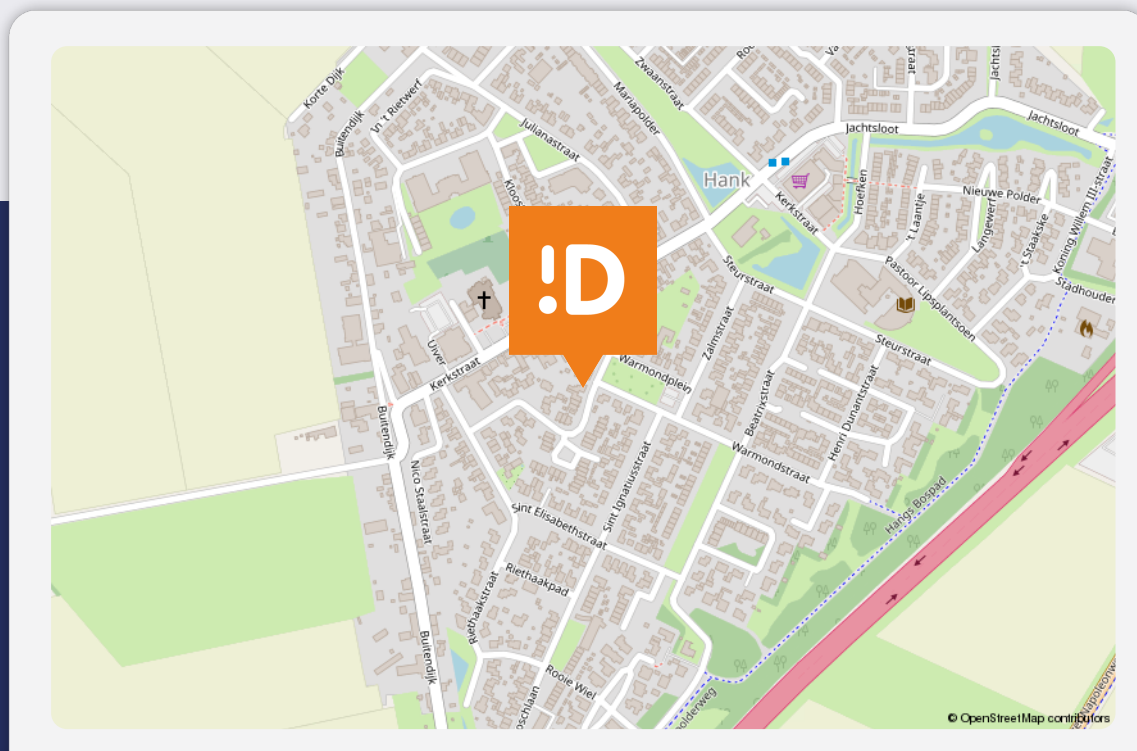 Korte Dijk
Buitendijk
In 't Rietwerf
Julianastraat
Zwaanstraat
Mariapolder
Jachtsloot
Jachtsloot
Hank
Kerkstraat
Hoefken
't Laantje
Nieuwe Polder
Langewerf
't Staakske
Koning Willem III straat
Stadhouder
Pastoor Lipsplantsoen
Steurstraat
Steurstraat
Zalmstraat
!D
Uiver
Kerkstraat
Warmondplein
Beatrixstraat
Henri Dunantstraat
Warmondstraat
Buitendijk
Nico Staalstraat
Sint Ignatiusstraat
Sint Elisabethstraat
Hangs Bospad
Riethaakpad
Riethaakstraat
Buitendijk
Rooie Wiel
© OpenStreetMap contributors